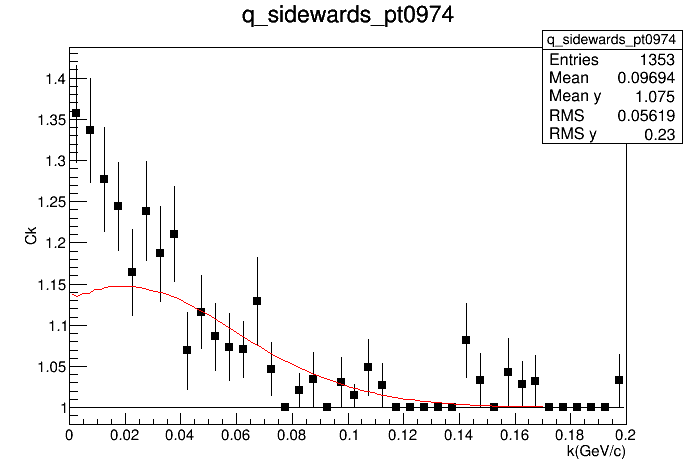 q_sidewards_pt0974
q_sidewards_pt0974
Entries 1353
Mean 0.09694
Mean y 1.075
RMS 0.05619
RMS y 0.23
Ck
1.4
1.35
1.3
1.25
1.2
1.15
1.1
1.05
1
0 0.02 0.04 0.06 0.08 0.1 0.12 0.14 0.16 0.18 0.2
k(GeV/c)